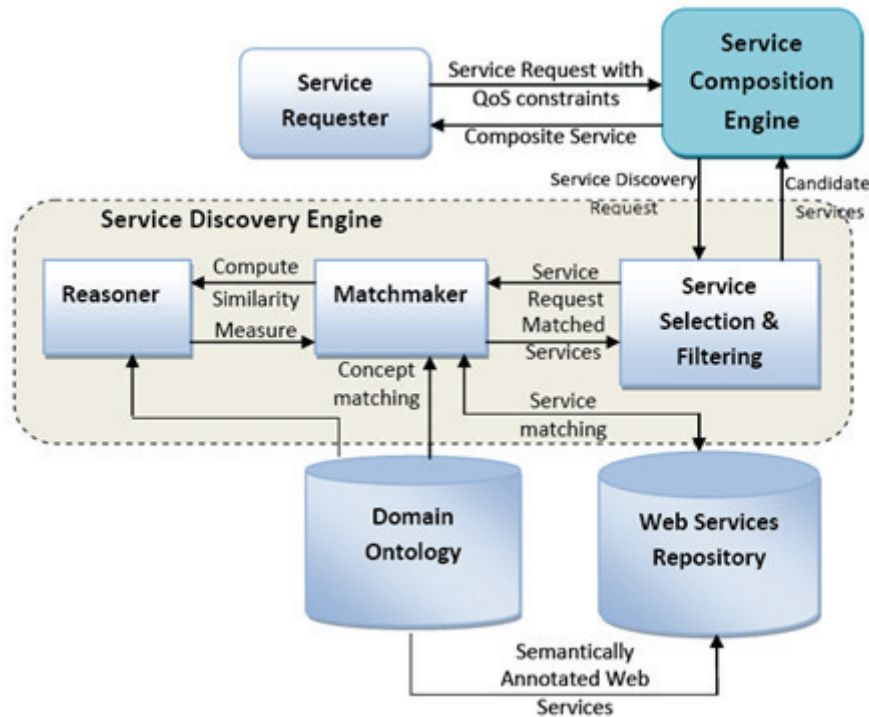 Service
Requester
Service Request with
QoS constraints
Composite Service
Service
Composition
Engine
Service Discovery
Request
Candidate
Services
Service Discovery Engine
Reasoner
Compute
Similarity
Measure
Matchmaker
Service
Request
Matched
Services
Service
Selection &
Filtering
Concept
matching
Service
matching
Domain
Ontology
Web Services
Repository
Semantically
Annotated Web
Services